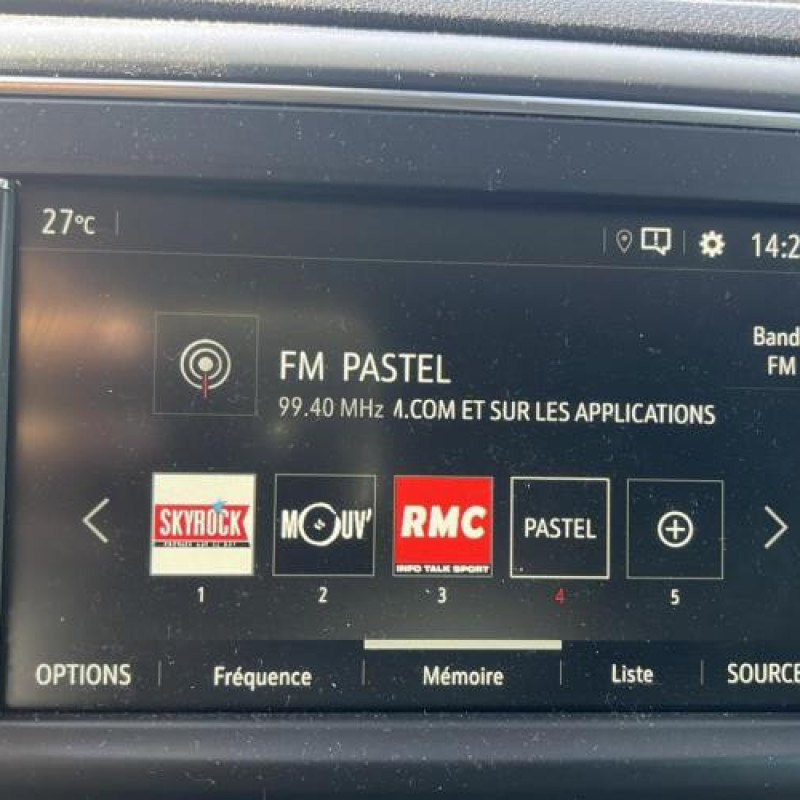 27°C
14:2
FM PASTEL
Band
FM
99.40 MHz
.COM ET SUR LES APPLICATIONS
SKYROCK
MOUV'
RMC
INFO TALK SPORT
PASTEL
1
2
3
4
5
OPTIONS
Fréquence
Mémoire
Liste
SOURCE